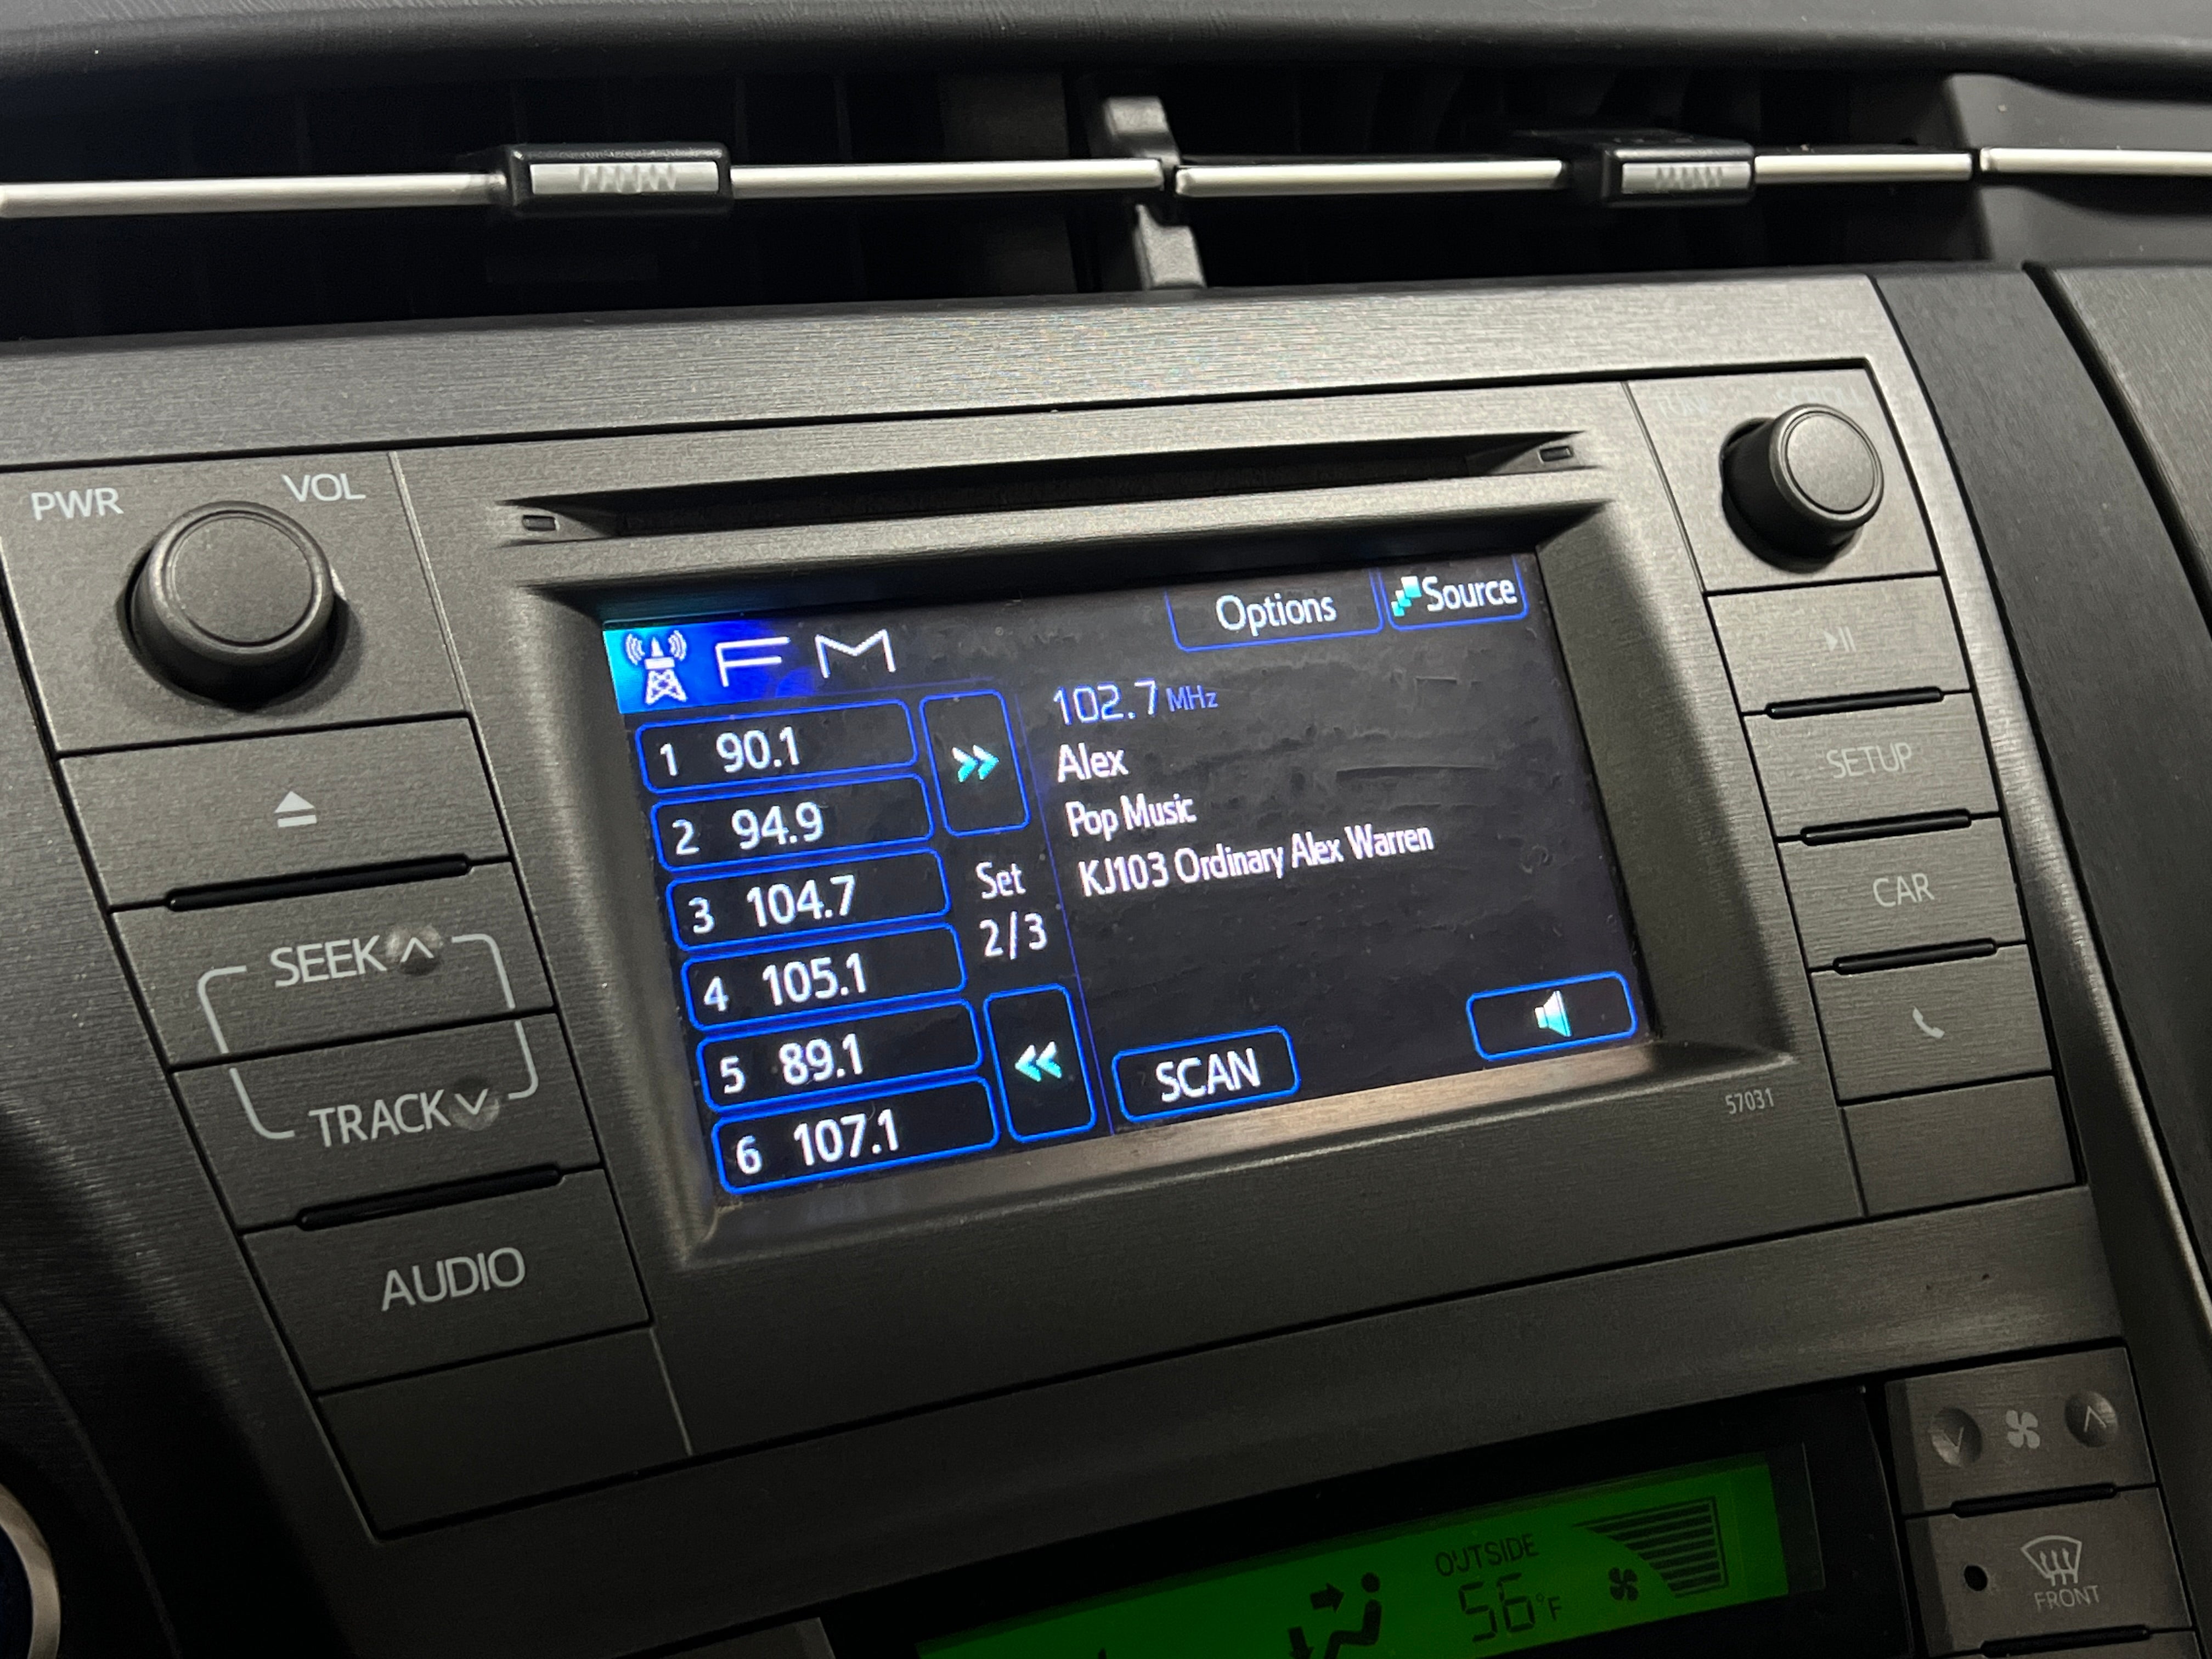 PWR VOL
Options Source
FM
102.7 MHz
Alex
Pop Music
KJ103 Ordinary Alex Warren
1 90.1
2 94.9
3 104.7
4 105.1
5 89.1
6 107.1
Set
2/3
SCAN
SEEK
TRACK
AUDIO
SETUP
CAR
57031
OUTSIDE
56°F
FRONT